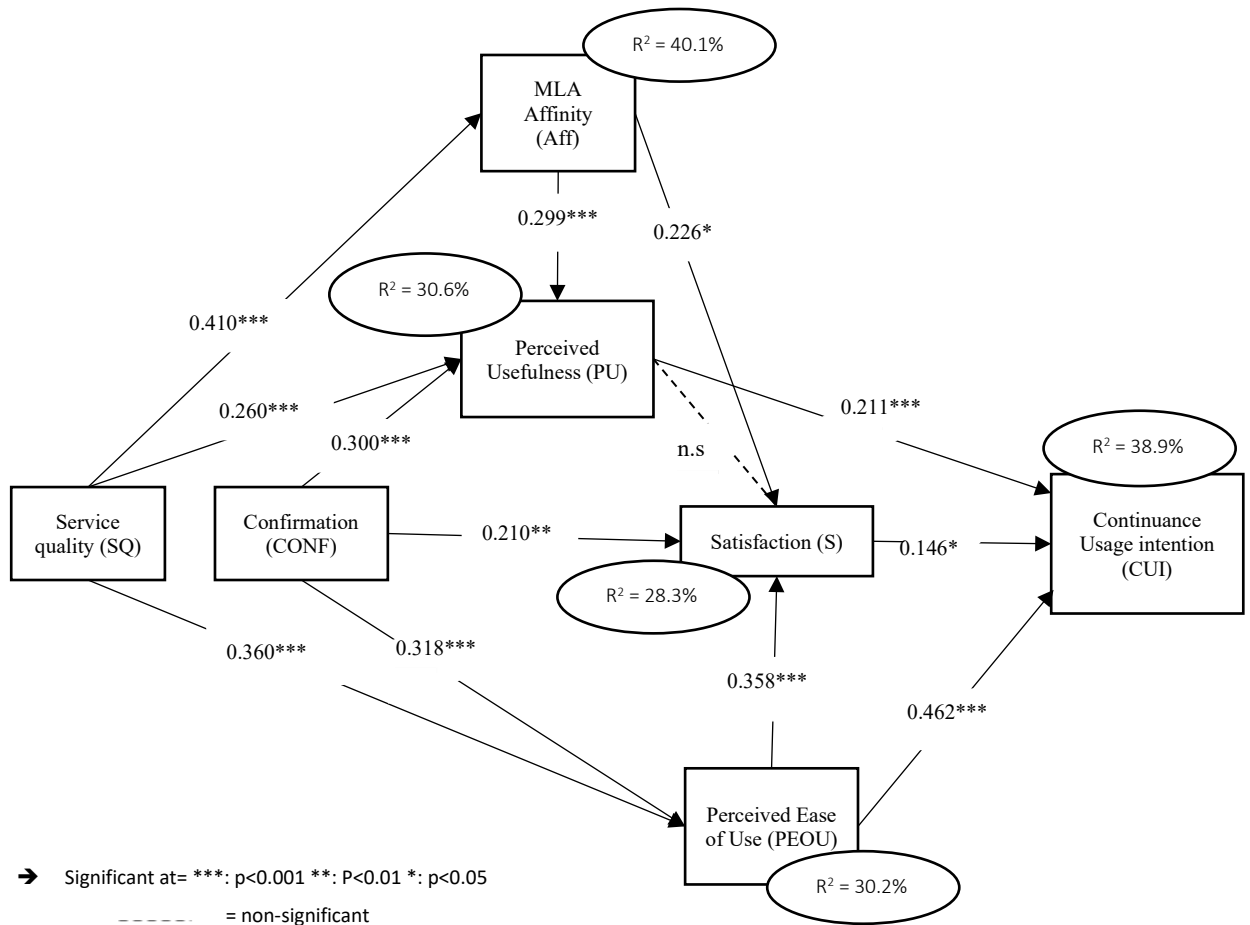 R² = 40.1%
MLA
Affinity
(Aff)
0.299***
0.226*
R² = 30.6%
0.410***
Perceived
Usefulness (PU)
0.260***
0.300***
0.211***
n.s
R² = 38.9%
Service
quality (SQ)
Confirmation
(CONF)
0.210**
Satisfaction (S)
0.146*
Continuance
Usage intention
(CUI)
R² = 28.3%
0.360***
0.318***
0.358***
0.462***
Perceived Ease
of Use (PEOU)
R² = 30.2%
➔ Significant at= ***: p<0.001 **: P<0.01 *: p<0.05
= non-significant